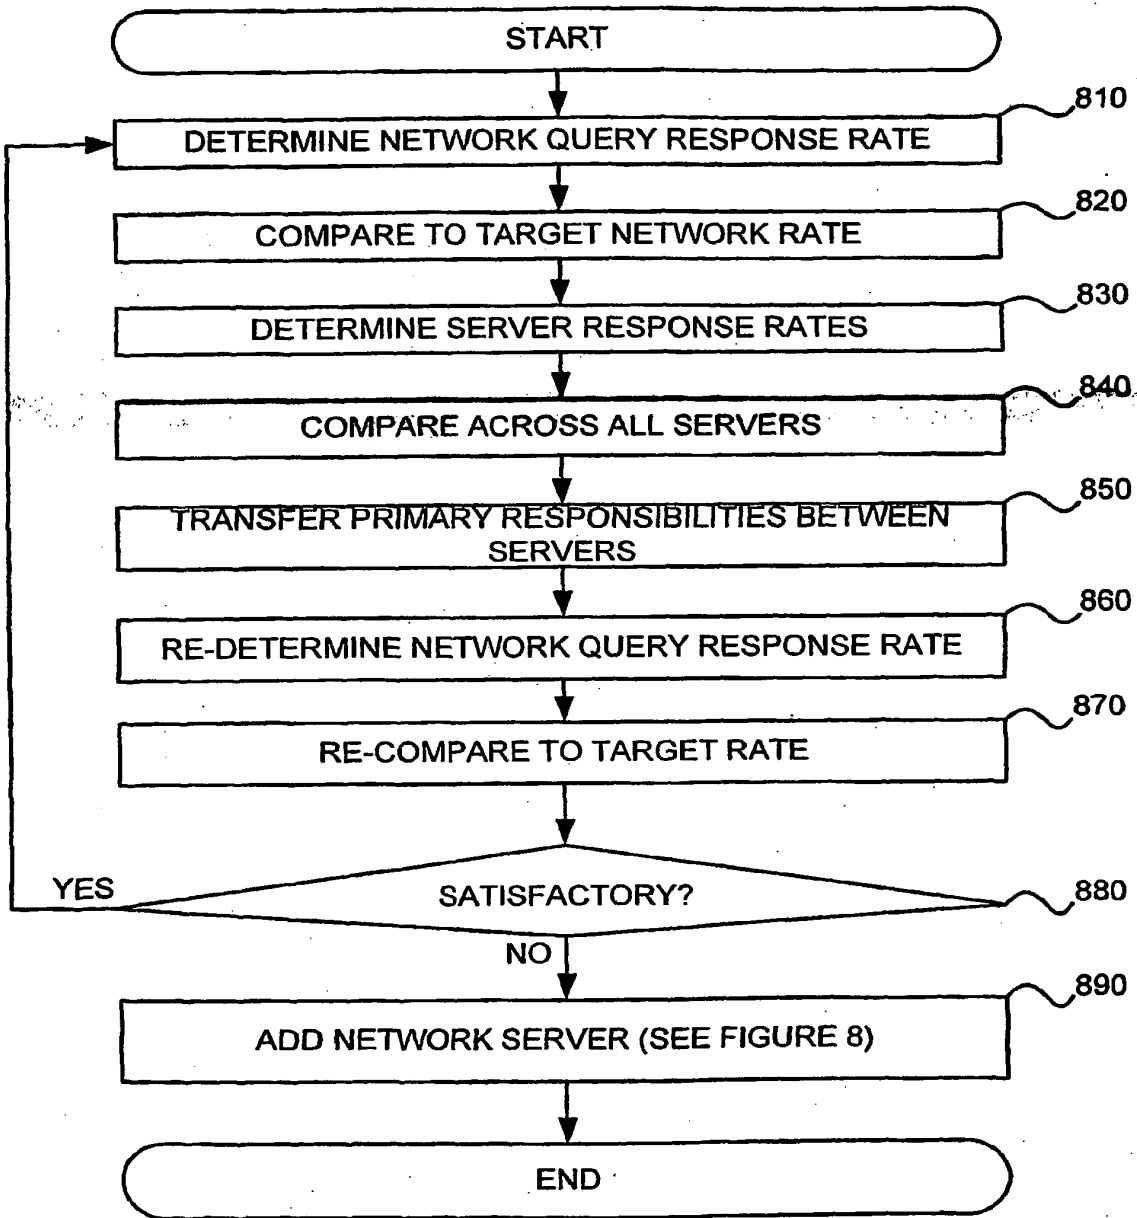 START
810
DETERMINE NETWORK QUERY RESPONSE RATE
820
COMPARE TO TARGET NETWORK RATE
830
DETERMINE SERVER RESPONSE RATES
840
COMPARE ACROSS ALL SERVERS
850
TRANSFER PRIMARY RESPONSIBILITIES BETWEEN
SERVERS
860
RE-DETERMINE NETWORK QUERY RESPONSE RATE
870
RE-COMPARE TO TARGET RATE
YES
SATISFACTORY?
880
NO
890
ADD NETWORK SERVER (SEE FIGURE 8)
END